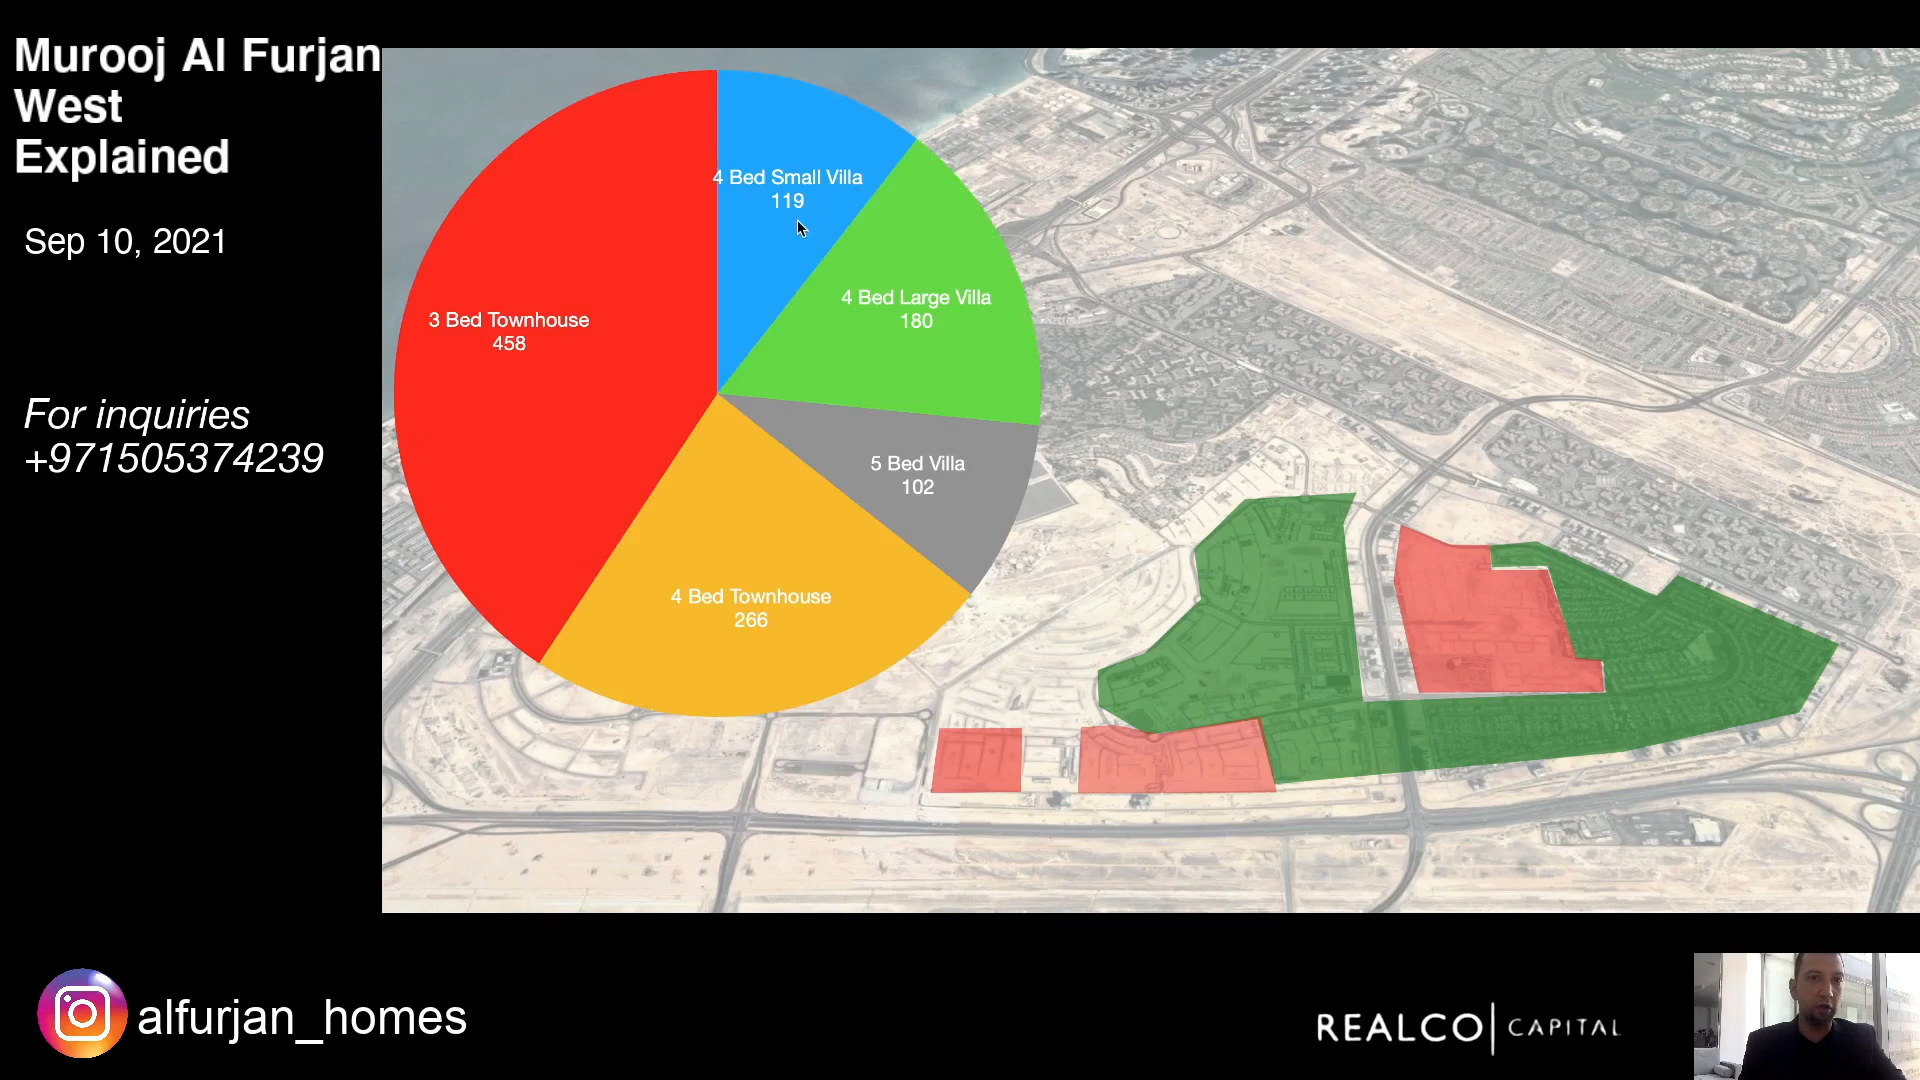 Murooj Al Furjan
West
Explained
Sep 10, 2021
For inquiries
+971505374239
4 Bed Small Villa
119
4 Bed Large Villa
180
3 Bed Townhouse
458
5 Bed Villa
102
4 Bed Townhouse
266
alfurjan_homes
REALCO CAPITAL